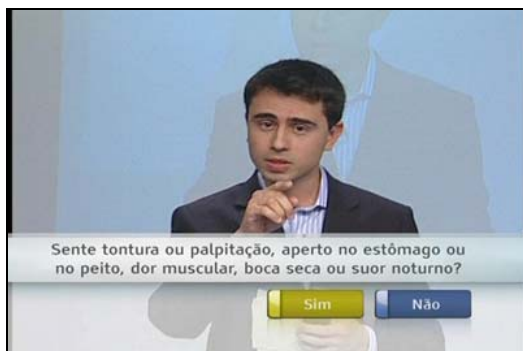 Sente tontura ou palpitação, aperto no estômago ou
no peito, dor muscular, boca seca ou suor noturno?
Sim
Não